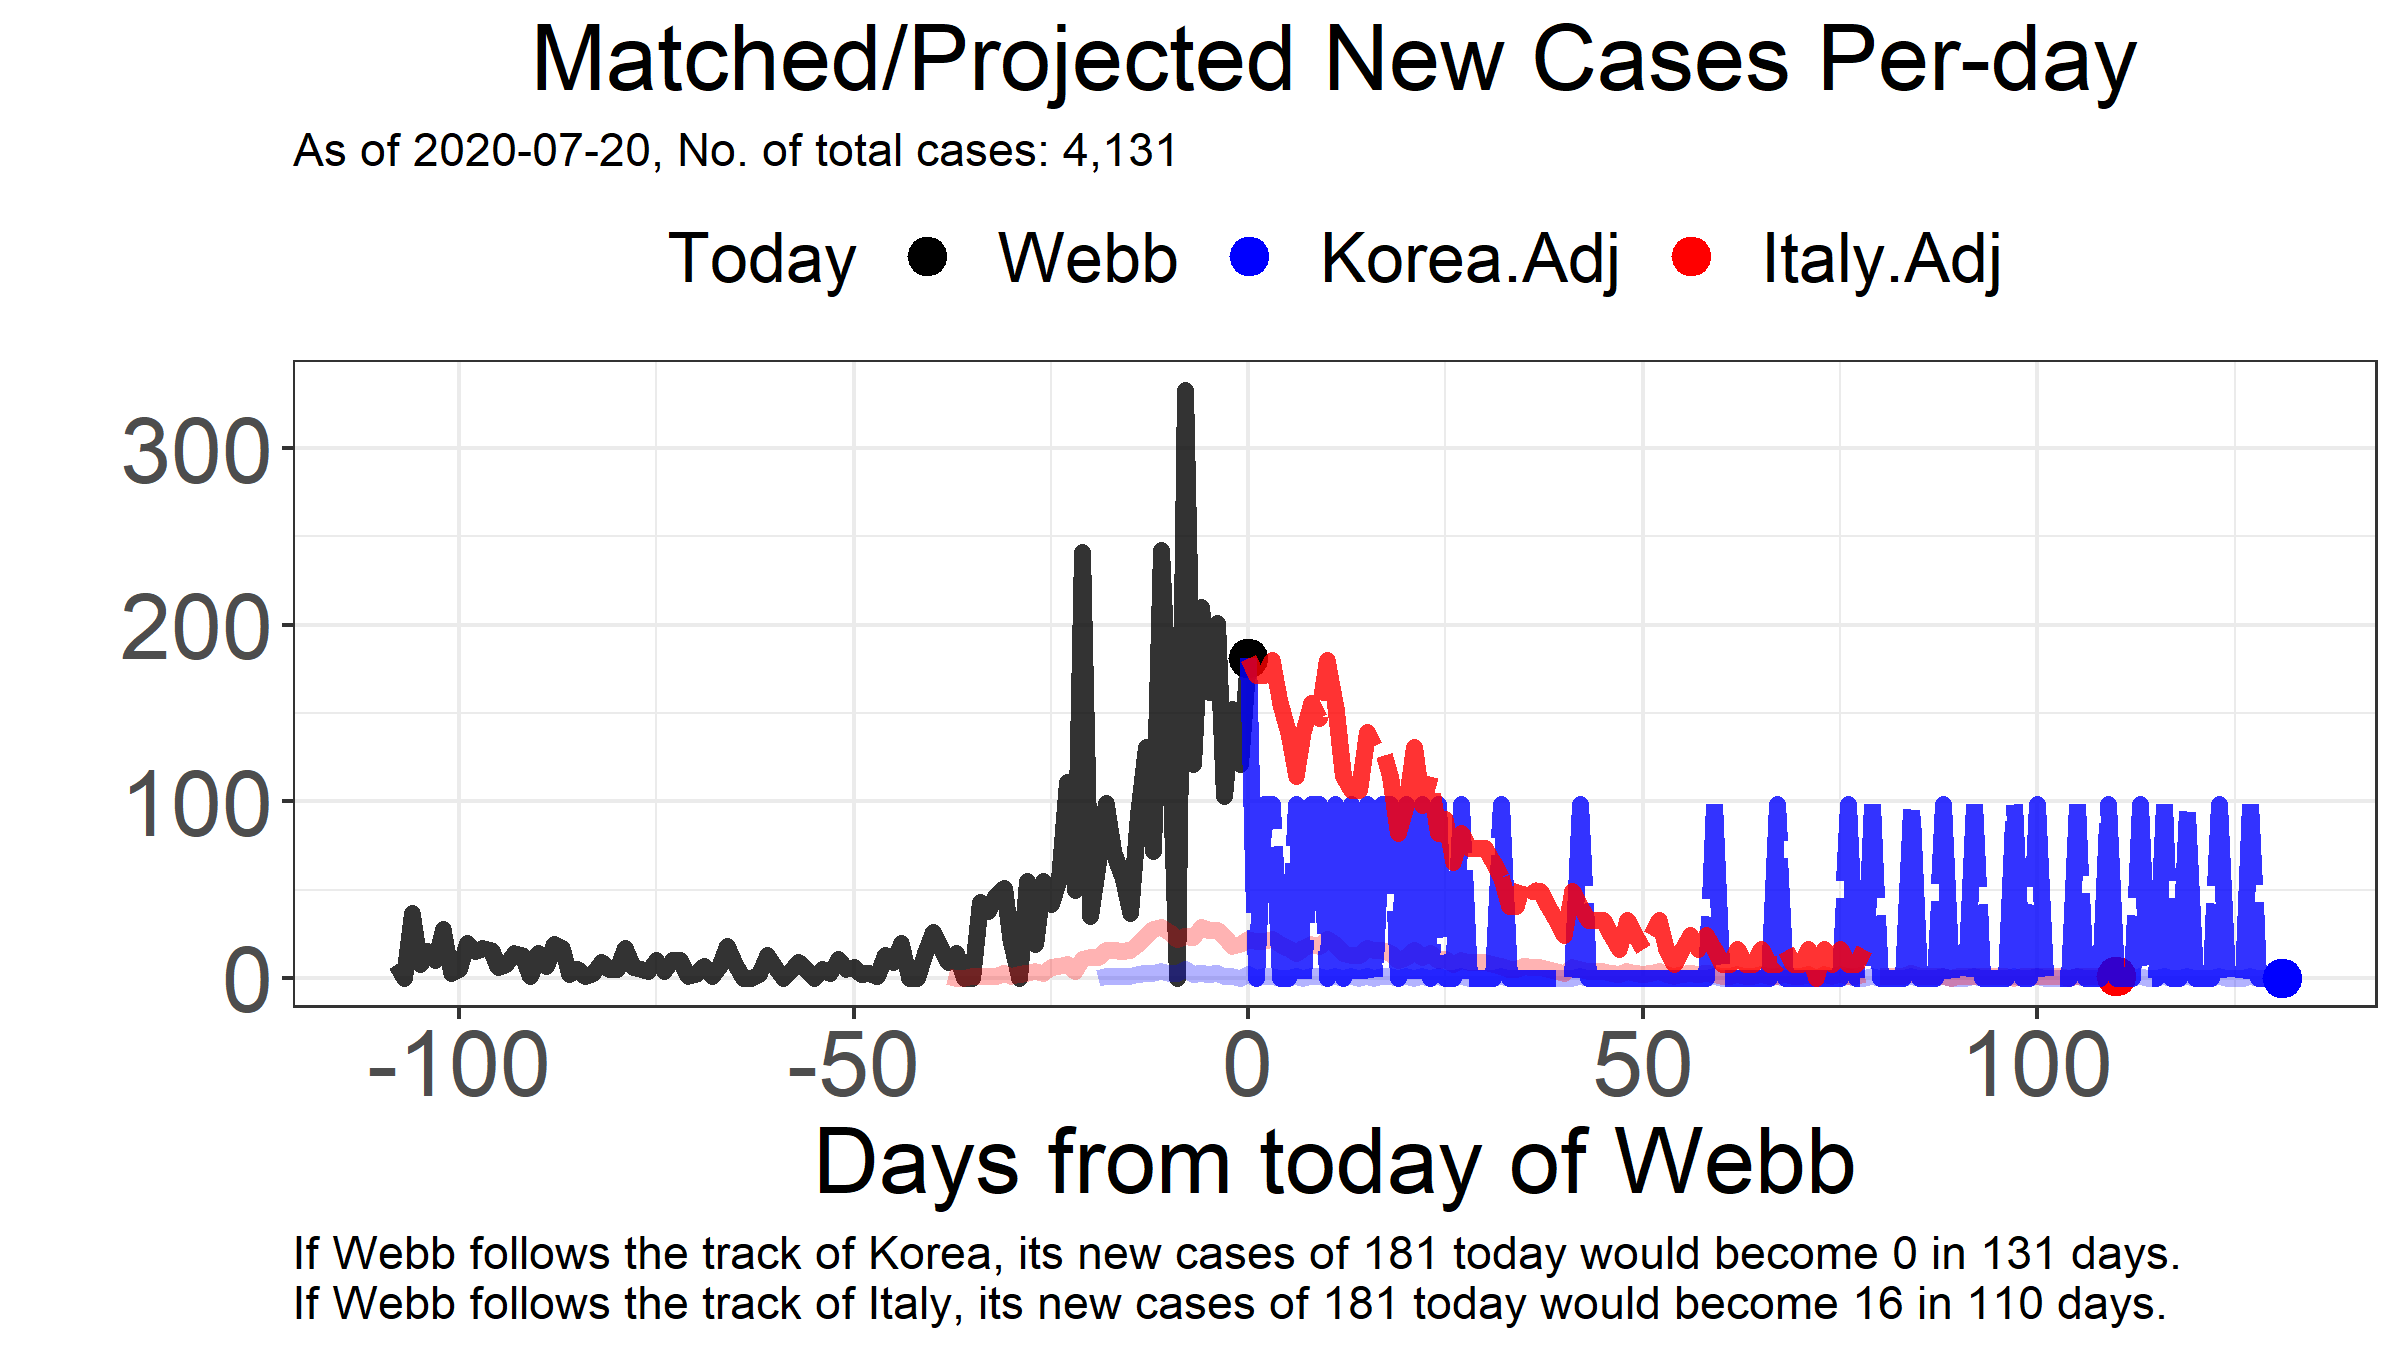 Matched/Projected New Cases Per-day
As of 2020-07-20, No. of total cases: 4,131
Today Webb Korea.Adj Italy.Adj
300
200
100
0
-100 -50 0 50 100
Days from today of Webb
If Webb follows the track of Korea, its new cases of 181 today would become 0 in 131 days.
If Webb follows the track of Italy, its new cases of 181 today would become 16 in 110 days.